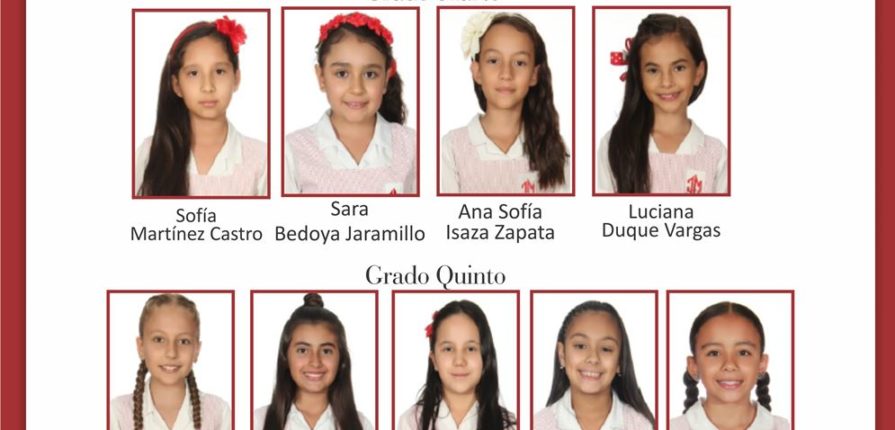 Sofía
Martínez Castro
Sara
Bedoya Jaramillo
Ana Sofía
Isaza Zapata
Luciana
Duque Vargas
Grado Quinto